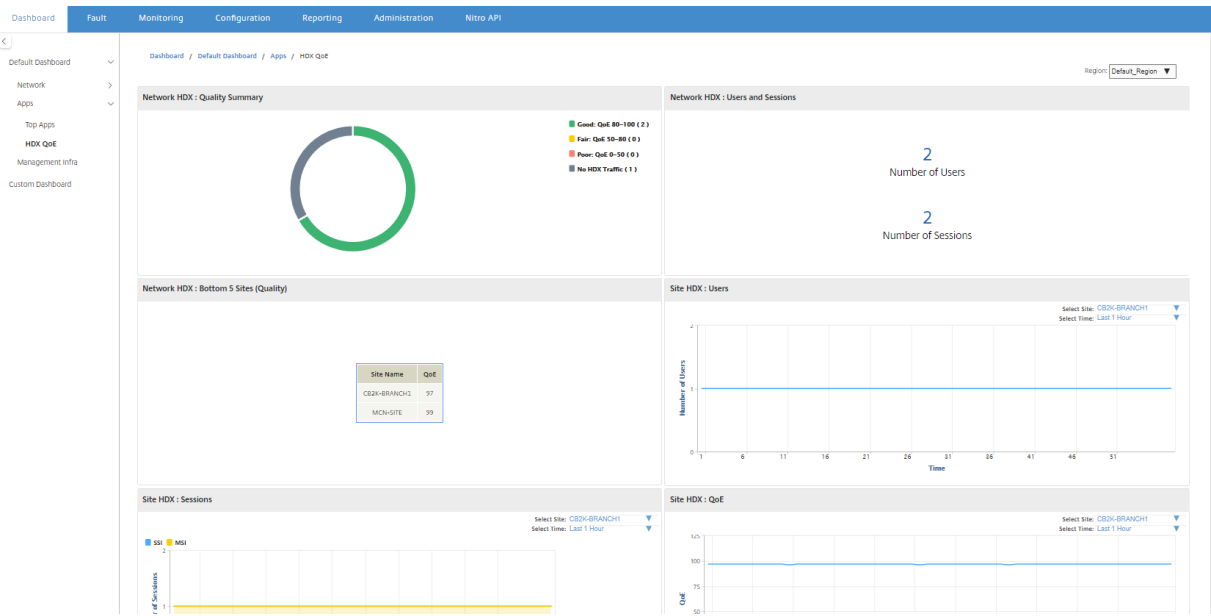 Dashboard Fault Monitoring Configuration Reporting Administration Nitro API
<
Default Dashboard
Network
Apps
Top Apps
HDX QoE
Management Infra
Custom Dashboard
Dashboard / Default Dashboard / Apps / HDX QoE
Region: Default_Region
Network HDX : Quality Summary
Good: QoE 80-100 ( 2 )
Fair: QoE 50-80 ( 0 )
Poor: QoE 0-50 ( 0 )
No HDX Traffic ( 1 )
Network HDX : Users and Sessions
2
Number of Users
2
Number of Sessions
Network HDX : Bottom 5 Sites (Quality)
Site Name QoE
CB2K-BRANCH1 97
MCN-SITE 99
Site HDX : Users
Select Site: CB2K-BRANCH1
Select Time: Last 1 Hour
2
1
0
Number of Users
1 6 11 16 21 26 31 36 41 46 51
Time
Site HDX : Sessions
Select Site: CB2K-BRANCH1
Select Time: Last 1 Hour
SSI MSI
2
1
of Sessions
Site HDX : QoE
Select Site: CB2K-BRANCH1
Select Time: Last 1 Hour
125
100
75
50
QoE